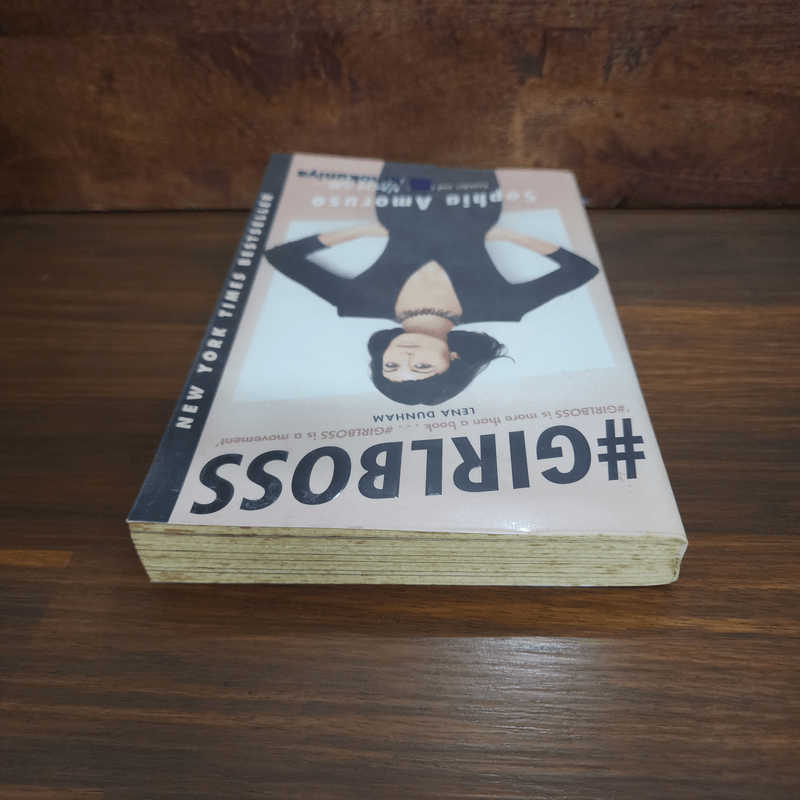 #GIRLBOSS
"#GIRLBOSS is more than a book . . . . #GIRLBOSS is a movement"
LENA DUNHAM
Sophia Amoruso
NEW YORK TIMES BESTSELLER